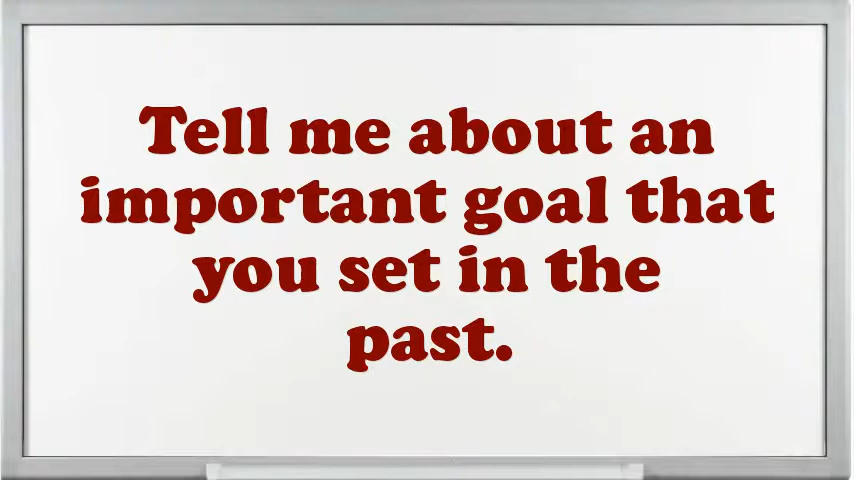 Tell me about an
important goal that
you set in the
past.